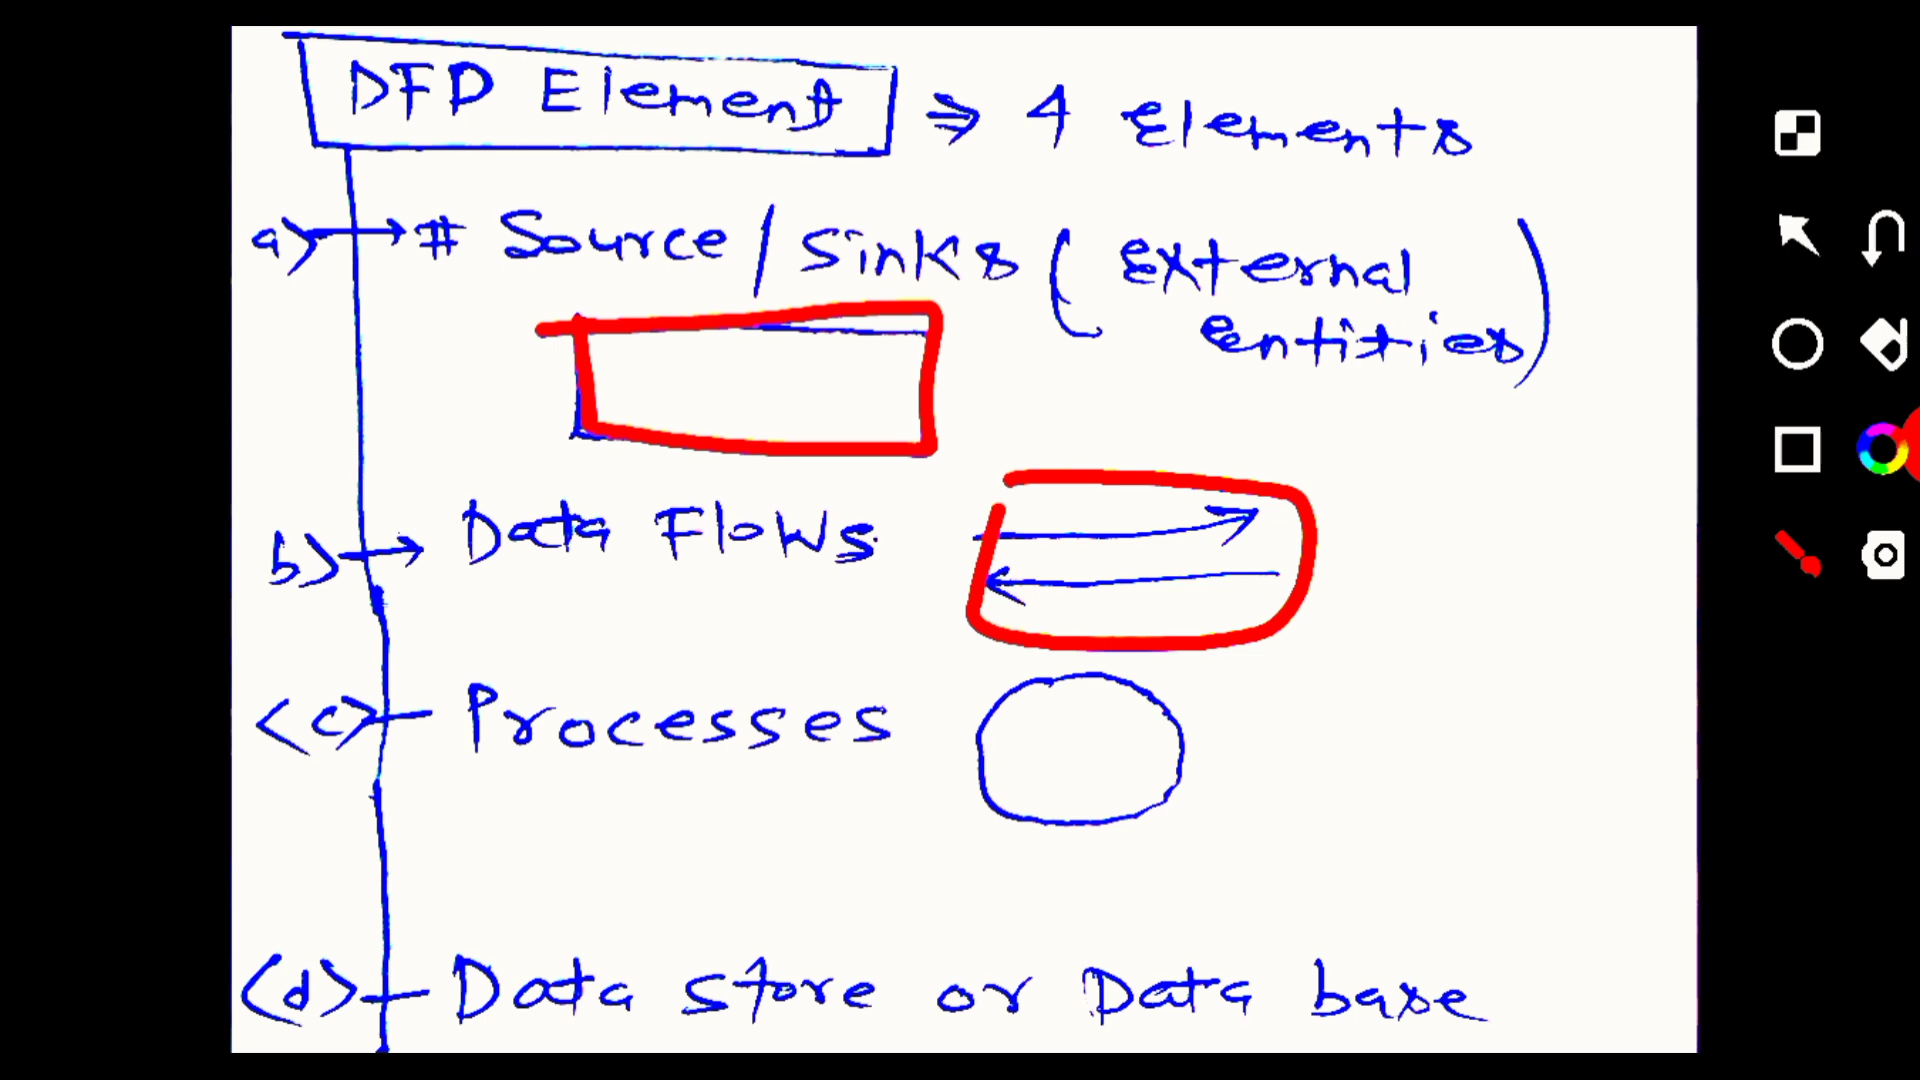 DFD Element ⇒ 4 Elements
a) → # Source / Sinks ( External
entities )
b) → Data Flows
<c> Processes
<d> Data store or Data base